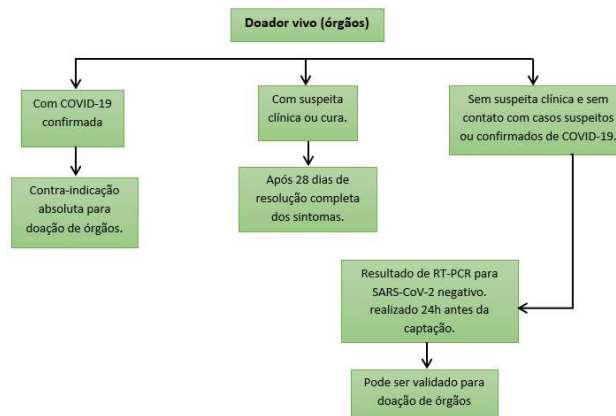 Doador vivo (órgãos)
Com COVID-19
confirmada
Com suspeita
clínica ou cura.
Sem suspeita clínica e sem
contato com casos suspeitos
ou confirmados de COVID-19.
Contra-indicação
absoluta para
doação de órgãos.
Após 28 dias de
resolução completa
dos sintomas.
Resultado de RT-PCR para
SARS-CoV-2 negativo.
realizado 24h antes da
captação.
Pode ser validado para
doação de órgãos